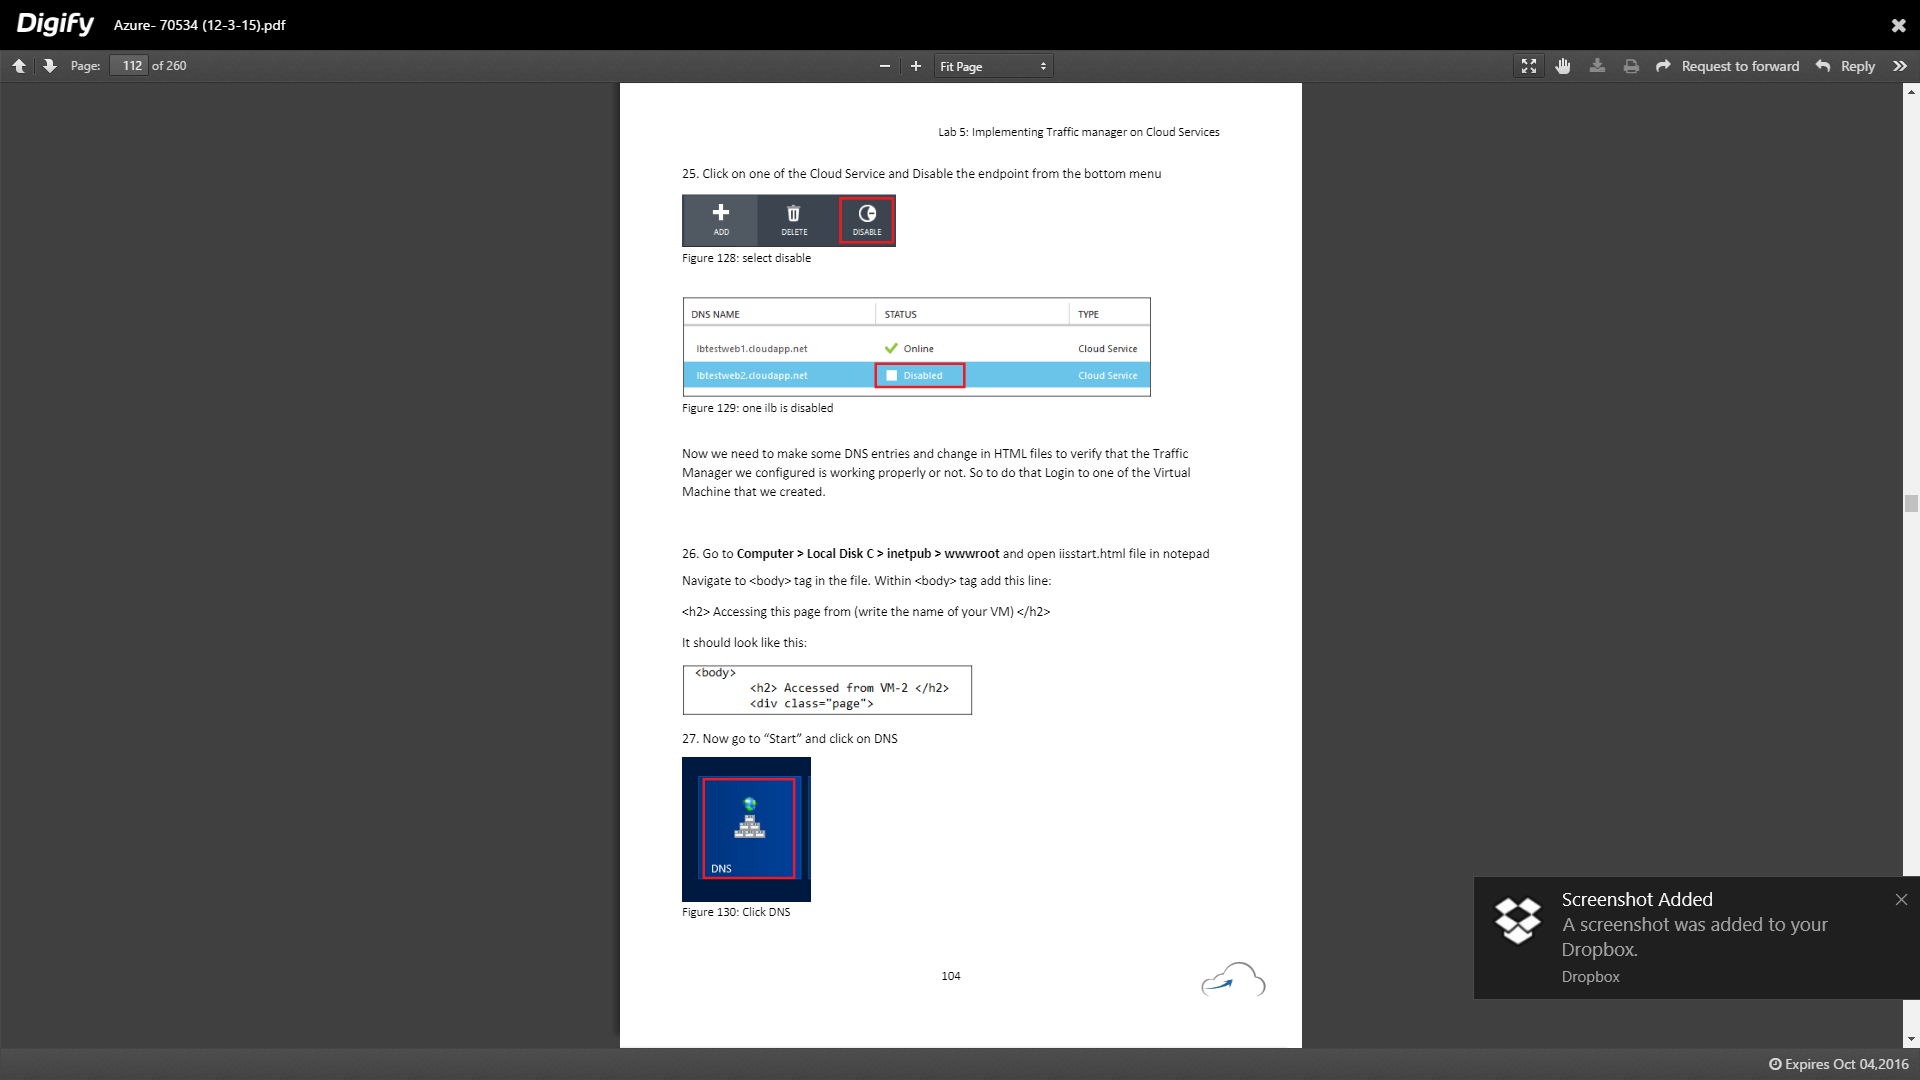 Digify
Azure- 70534 (12-3-15).pdf
Page: 112 of 260
Fit Page
Request to forward
Reply
Lab 5: Implementing Traffic manager on Cloud Services
25. Click on one of the Cloud Service and Disable the endpoint from the bottom menu
ADD DELETE DISABLE
Figure 128: select disable
DNS NAME STATUS TYPE
lbtestweb1.cloudapp.net Online Cloud Service
lbtestweb2.cloudapp.net Disabled Cloud Service
Figure 129: one ilb is disabled
Now we need to make some DNS entries and change in HTML files to verify that the Traffic
Manager we configured is working properly or not. So to do that Login to one of the Virtual
Machine that we created.
26. Go to Computer > Local Disk C > inetpub > wwwroot and open iisstart.html file in notepad
Navigate to <body> tag in the file. Within <body> tag add this line:
<h2> Accessing this page from (write the name of your VM) </h2>
It should look like this:
<body>
<h2> Accessed from VM-2 </h2>
<div class="page">
27. Now go to “Start” and click on DNS
DNS
Figure 130: Click DNS
104
Screenshot Added
A screenshot was added to your
Dropbox.
Dropbox
Expires Oct 04,2016